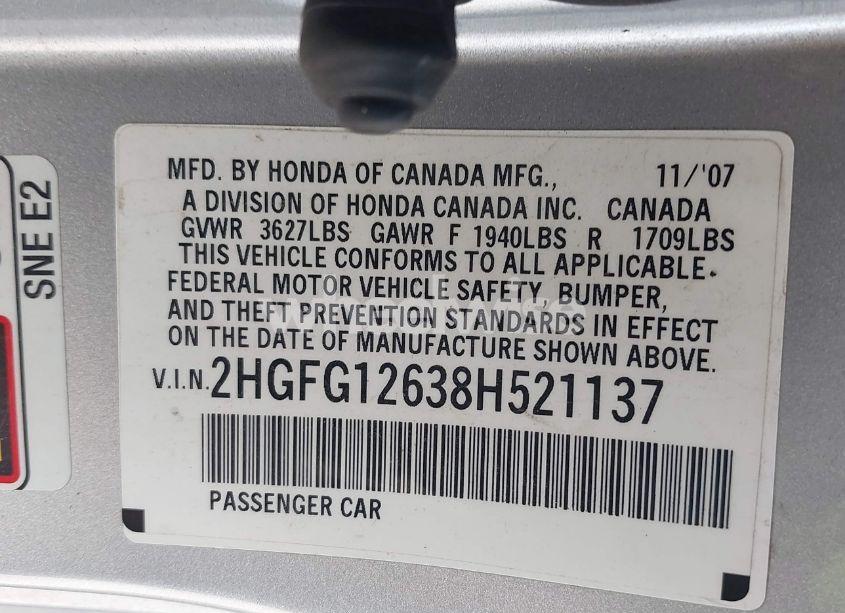 MFD. BY HONDA OF CANADA MFG., 11/'07
A DIVISION OF HONDA CANADA INC. CANADA
GVWR 3627LBS GAWR F 1940LBS R 1709LBS
THIS VEHICLE CONFORMS TO ALL APPLICABLE
FEDERAL MOTOR VEHICLE SAFETY, BUMPER,
AND THEFT PREVENTION STANDARDS IN EFFECT
ON THE DATE OF MANUFACTURE SHOWN ABOVE.
V.I.N. 2HGFG12638H521137
PASSENGER CAR
SNE E2